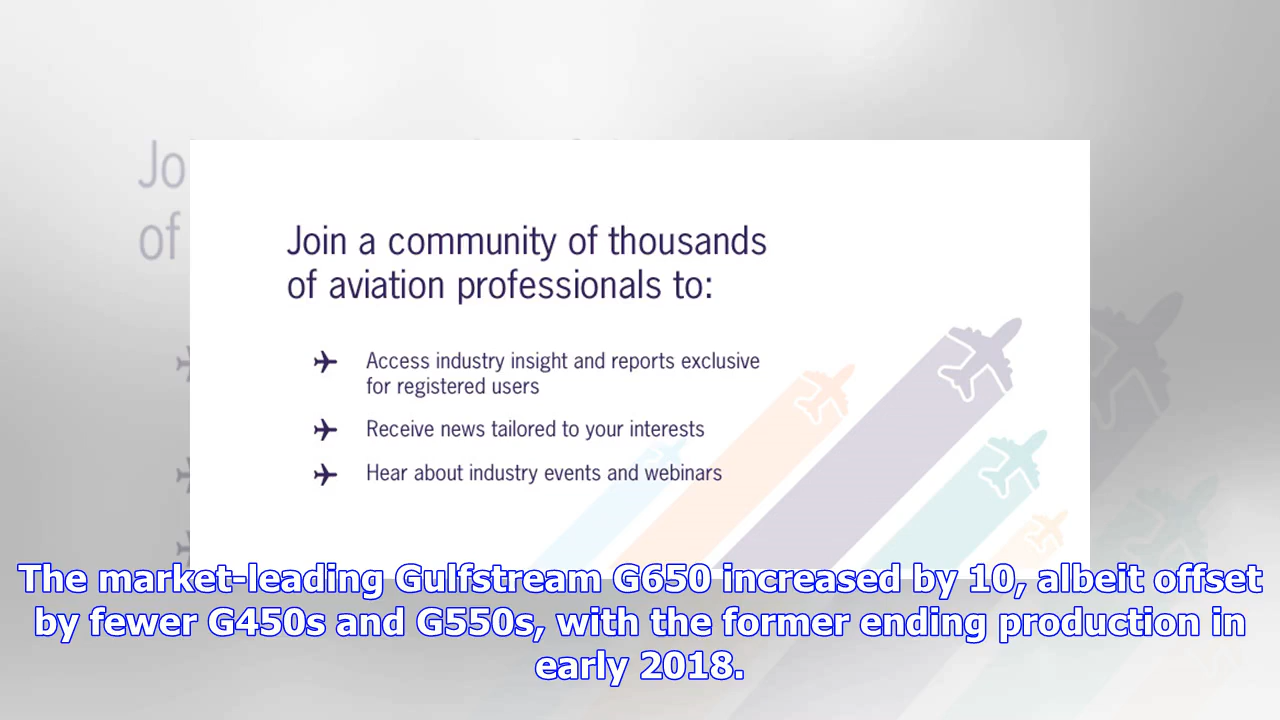 Jo
of
Join a community of thousands
of aviation professionals to:
Access industry insight and reports exclusive
for registered users
Receive news tailored to your interests
Hear about industry events and webinars
The market-leading Gulfstream G650 increased by 10, albeit offset
by fewer G450s and G550s, with the former ending production in
early 2018.